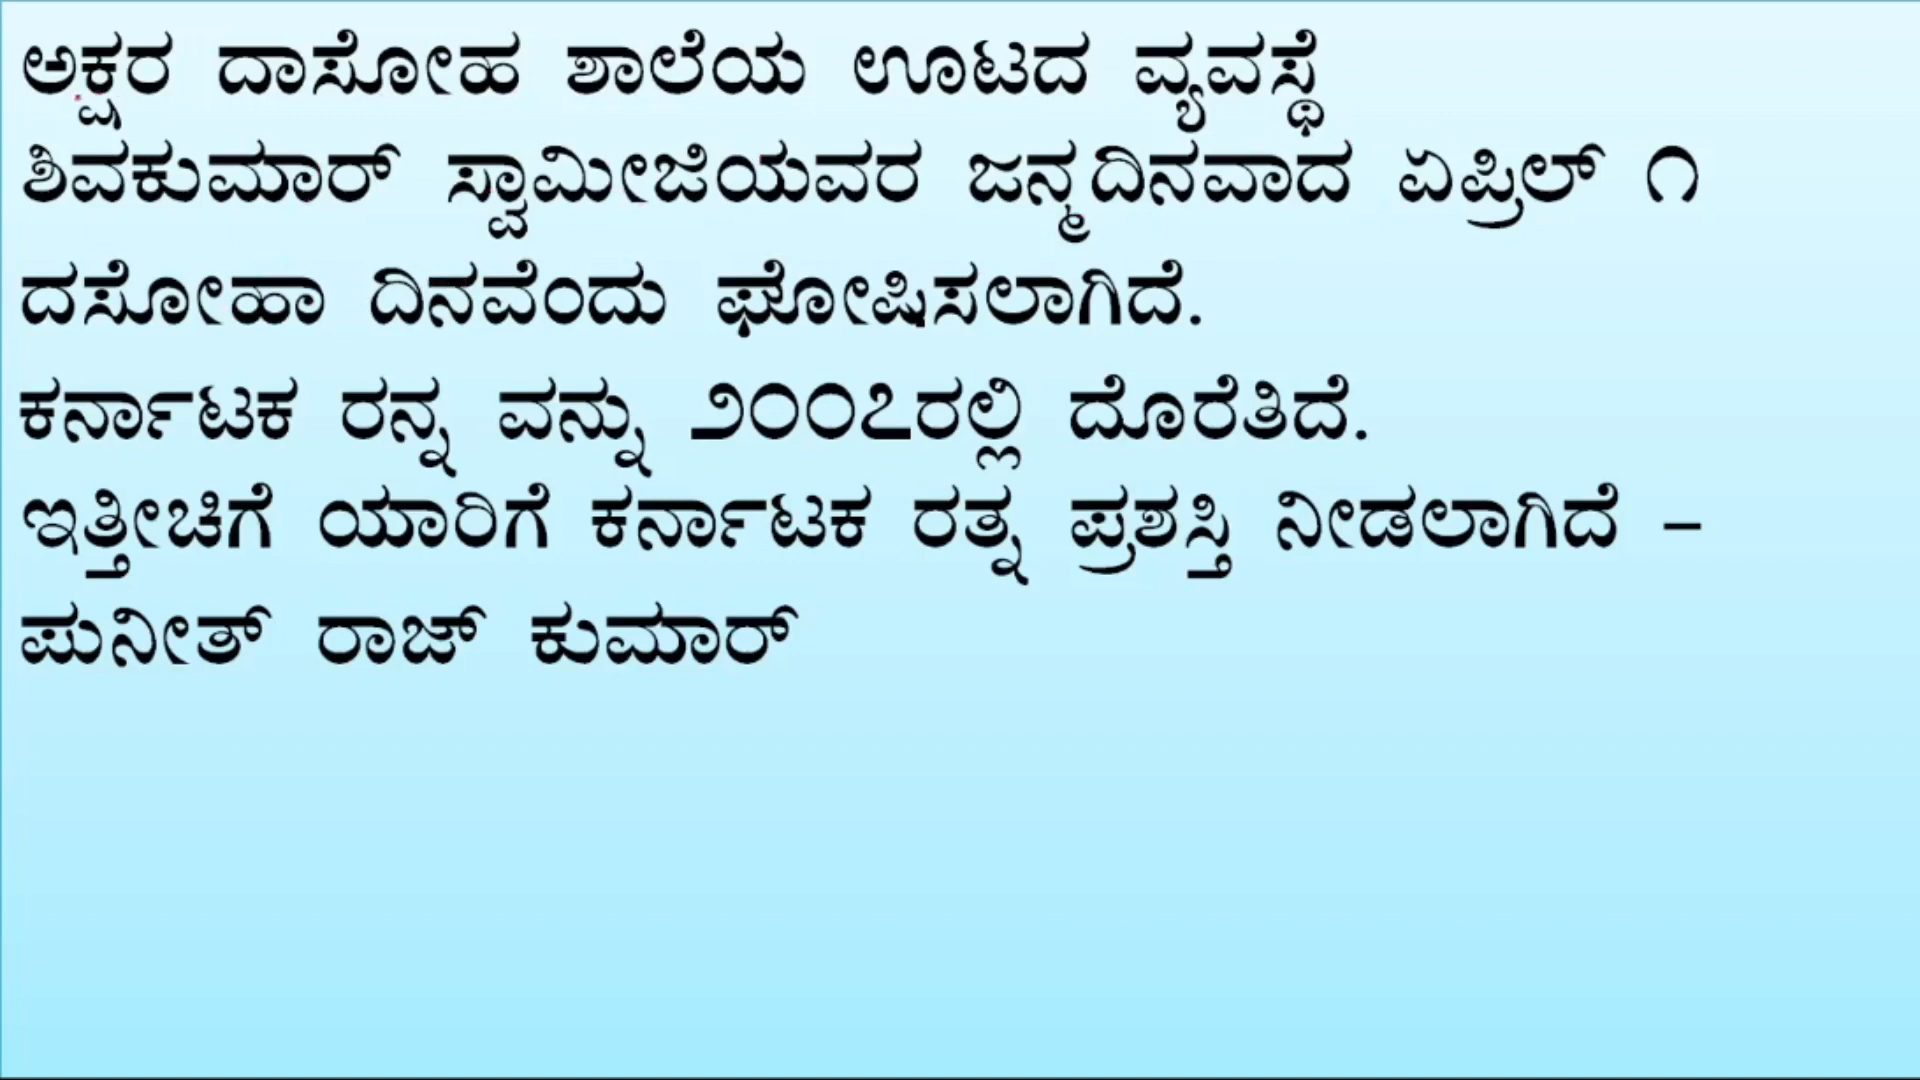 ಅಕ್ಷರ ದಾಸೋಹ ಶಾಲೆಯ ಊಟದ ವ್ಯವಸ್ಥೆ
ಶಿವಕುಮಾರ್ ಸ್ವಾಮೀಜಿಯವರ ಜನ್ಮದಿನವಾದ ಏಪ್ರಿಲ್ ೧
ದಸೋಹಾ ದಿನವೆಂದು ಘೋಷಿಸಲಾಗಿದೆ.
ಕರ್ನಾಟಕ ರನ್ನ ವನ್ನು ೨೦೦೭ರಲ್ಲಿ ದೊರೆತಿದೆ.
ಇತ್ತೀಚಿಗೆ ಯಾರಿಗೆ ಕರ್ನಾಟಕ ರತ್ನ ಪ್ರಶಸ್ತಿ ನೀಡಲಾಗಿದೆ –
ಪುನೀತ್ ರಾಜ್ ಕುಮಾರ್